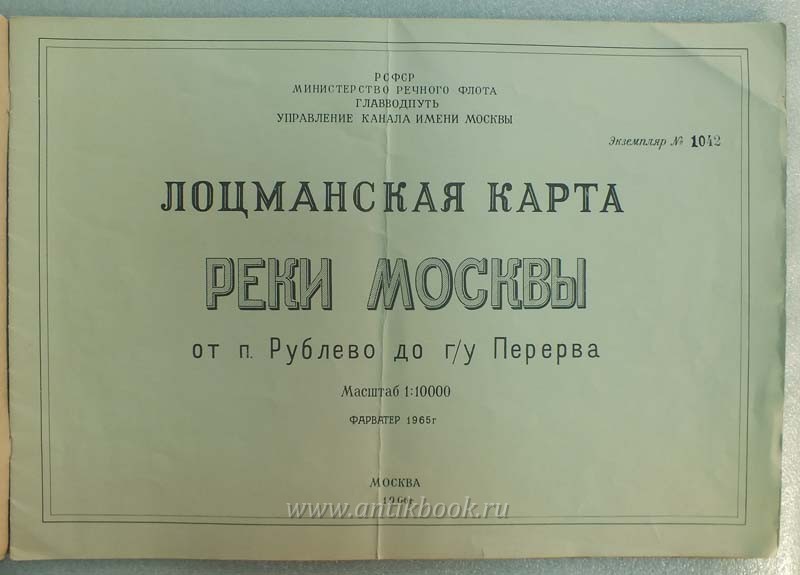 РСФСР
МИНИСТЕРСТВО РЕЧНОГО ФЛОТА
ГЛАВВОДПУТЬ
УПРАВЛЕНИЕ КАНАЛА ИМЕНИ МОСКВЫ
Экземпляр № 1042
ЛОЦМАНСКАЯ КАРТА
РЕКИ МОСКВЫ
от п. Рублево до г/у Перерва
Масштаб 1:10000
ФАРВАТЕР 1965г
МОСКВА
1966г
www.antikbook.ru